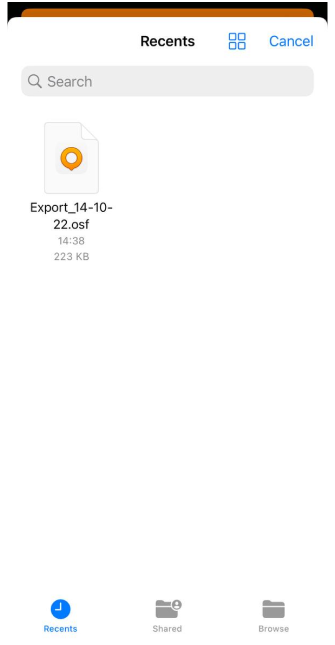 Recents
Cancel
Search
Export_14-10-
22.osf
14:38
223 KB
Recents
Shared
Browse